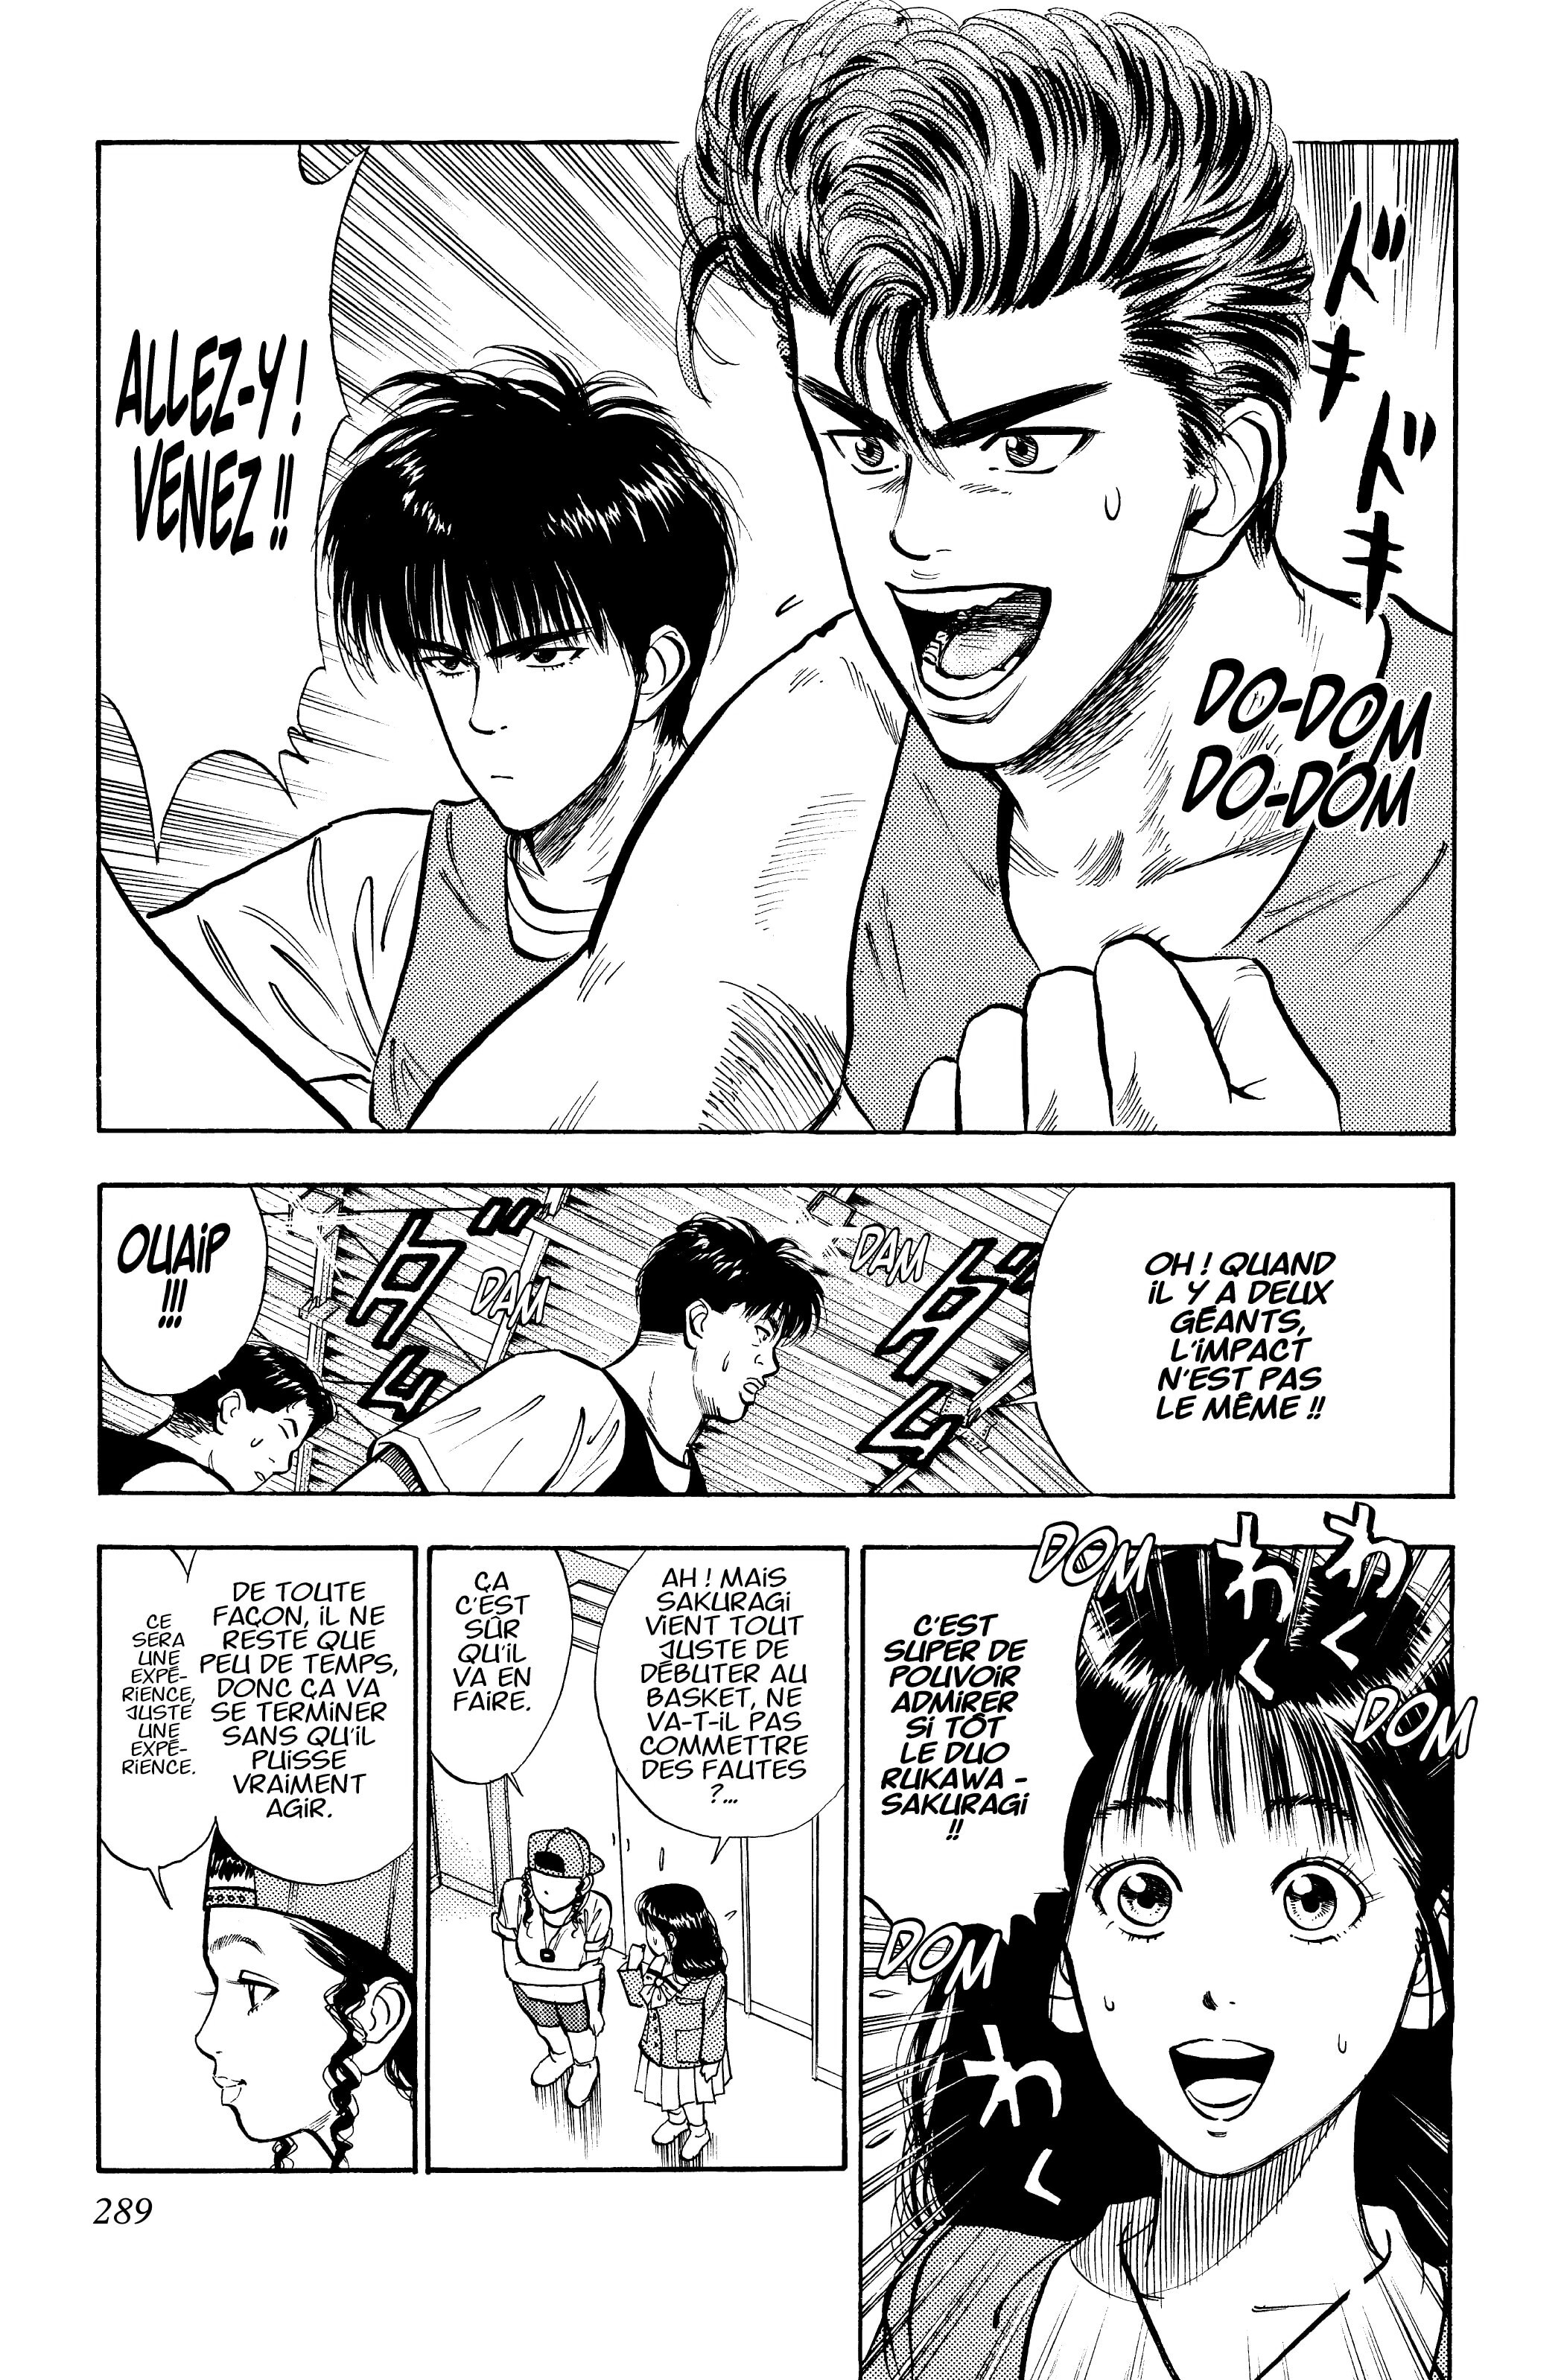 ドキ
ドキ
DO-DOM
DO-DOM
ALLEZ-Y !
VENEZ !!
OH ! QUAND
IL Y A DEUX
GÉANTS,
L'IMPACT
N'EST PAS
LE MÊME !!
DAM
DAM
OUAIP
!!!
わく
わく
DOM
DOM
C'EST
SUPER DE
POUVOIR
ADMIRER
SI TÔT
LE DUO
RUKAWA -
SAKURAGI
!!
DOM
わく
AH ! MAIS
SAKURAGI
VIENT TOUT
JUSTE DE
DÉBUTER AU
BASKET, NE
VA-T-IL PAS
COMMETTRE
DES FAUTES
?...
ÇA
C'EST
SÛR
QU'IL
VA EN
FAIRE.
DE TOUTE
FAÇON, IL NE
RESTE QUE
PEU DE TEMPS,
DONC ÇA VA
SE TERMINER
SANS QU'IL
PUISSE
VRAIMENT
AGIR.
CE
SERA
UNE
EXPÉ-
RIENCE,
JUSTE
UNE
EXPÉ-
RIENCE.
289